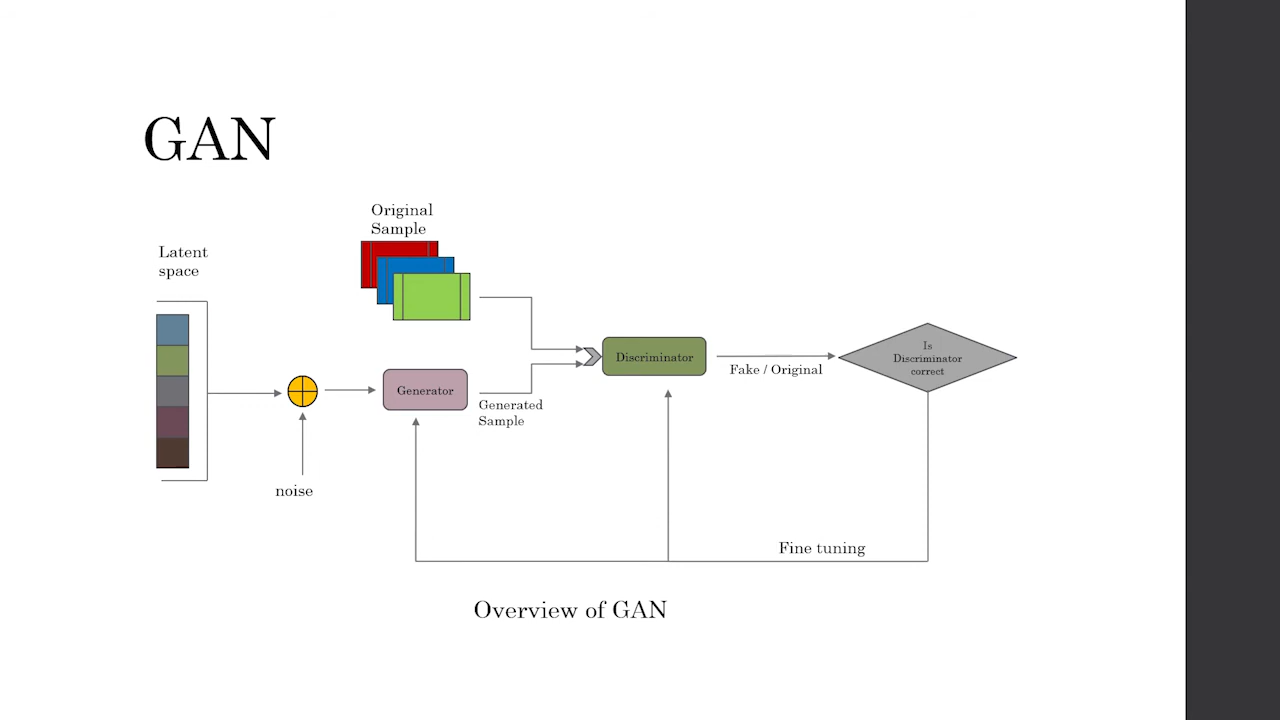 GAN
Original
Sample
Latent
space
Discriminator
Is
Discriminator
correct
Fake / Original
Generator
Generated
Sample
noise
Fine tuning
Overview of GAN